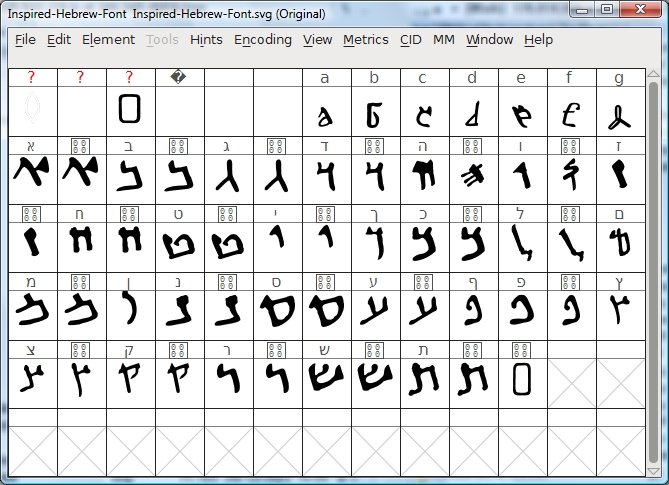 Inspired-Hebrew-Font Inspired-Hebrew-Font.svg (Original)
File Edit Element Tools Hints Encoding View Metrics CID MM Window Help
? ? ? � a b c d e f g
a b c d e f g
א ב ג ד ה ו ז
א א ב ב ג ג ד ד ה ה ו ו ז
ח ט י ך כ ל ם
ז ח ח ט ט י י ך כ כ ל ל ם
מ ן נ ס ע ף פ ץ
מ מ ן נ נ ס ס ע ע ף פ פ ץ
צ ק ר ש ת
צ צ ק ק ר ר ש ש ת ת